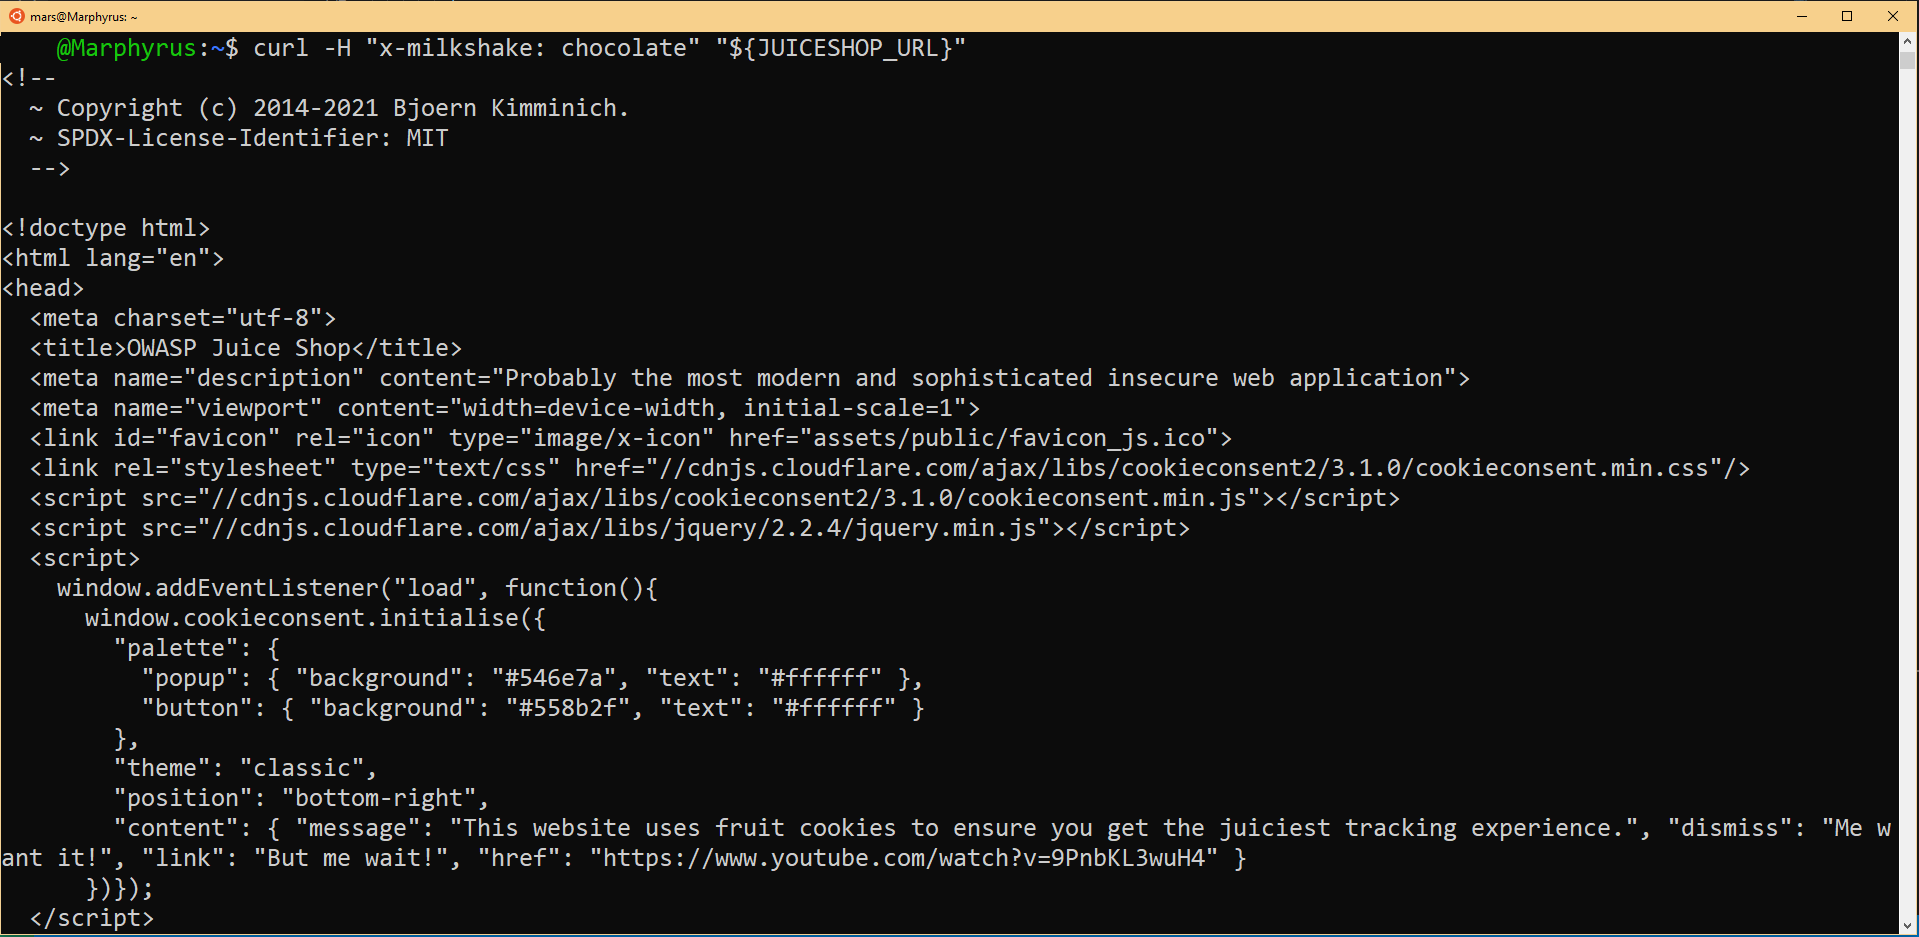 mars@Marphyrus: ~
@Marphyrus:~$ curl -H "x-milkshake: chocolate" "${JUICESHOP_URL}"
<!--
  ~ Copyright (c) 2014-2021 Bjoern Kimminich.
  ~ SPDX-License-Identifier: MIT
  -->

<!doctype html>
<html lang="en">
<head>
  <meta charset="utf-8">
  <title>OWASP Juice Shop</title>
  <meta name="description" content="Probably the most modern and sophisticated insecure web application">
  <meta name="viewport" content="width=device-width, initial-scale=1">
  <link id="favicon" rel="icon" type="image/x-icon" href="assets/public/favicon_js.ico">
  <link rel="stylesheet" type="text/css" href="//cdnjs.cloudflare.com/ajax/libs/cookieconsent2/3.1.0/cookieconsent.min.css"/>
  <script src="//cdnjs.cloudflare.com/ajax/libs/cookieconsent2/3.1.0/cookieconsent.min.js"></script>
  <script src="//cdnjs.cloudflare.com/ajax/libs/jquery/2.2.4/jquery.min.js"></script>
  <script>
    window.addEventListener("load", function(){
      window.cookieconsent.initialise({
        "palette": {
          "popup": { "background": "#546e7a", "text": "#ffffff" },
          "button": { "background": "#558b2f", "text": "#ffffff" }
        },
        "theme": "classic",
        "position": "bottom-right",
        "content": { "message": "This website uses fruit cookies to ensure you get the juiciest tracking experience.", "dismiss": "Me w
ant it!", "link": "But me wait!", "href": "https://www.youtube.com/watch?v=9PnbKL3wuH4" }
      })});
  </script>